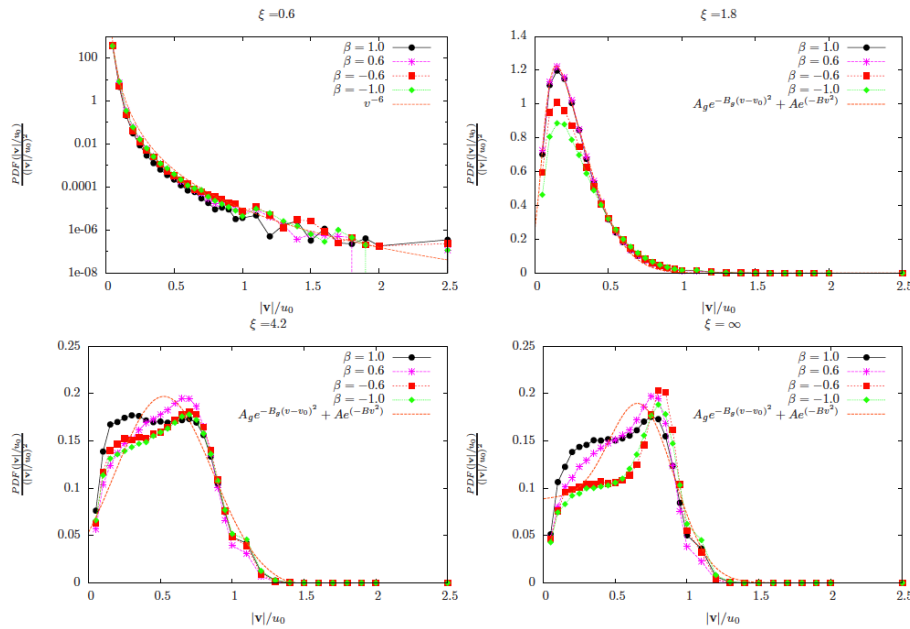 ξ =0.6
100
1
0.01
0.0001
1e-06
1e-08
PDF(|v|/u₀)
(|v|/u₀)²
β = 1.0
β = 0.6
β = −0.6
β = −1.0
v⁻⁶
0 0.5 1 1.5 2 2.5
|v|/u₀
ξ =1.8
1.4
1.2
1
0.8
0.6
0.4
0.2
0
PDF(|v|/u₀)
(|v|/u₀)²
β = 1.0
β = 0.6
β = −0.6
β = −1.0
A_g e^{−B_g(v−v₀)²} + Ae^{(−Bv²)}
0 0.5 1 1.5 2 2.5
|v|/u₀
ξ =4.2
0.25
0.2
0.15
0.1
0.05
0
PDF(|v|/u₀)
(|v|/u₀)²
β = 1.0
β = 0.6
β = −0.6
β = −1.0
A_g e^{−B_g(v−v₀)²} + Ae^{(−Bv²)}
0 0.5 1 1.5 2 2.5
|v|/u₀
ξ = ∞
0.25
0.2
0.15
0.1
0.05
0
PDF(|v|/u₀)
(|v|/u₀)²
β = 1.0
β = 0.6
β = −0.6
β = −1.0
A_g e^{−B_g(v−v₀)²} + Ae^{(−Bv²)}
0 0.5 1 1.5 2 2.5
|v|/u₀